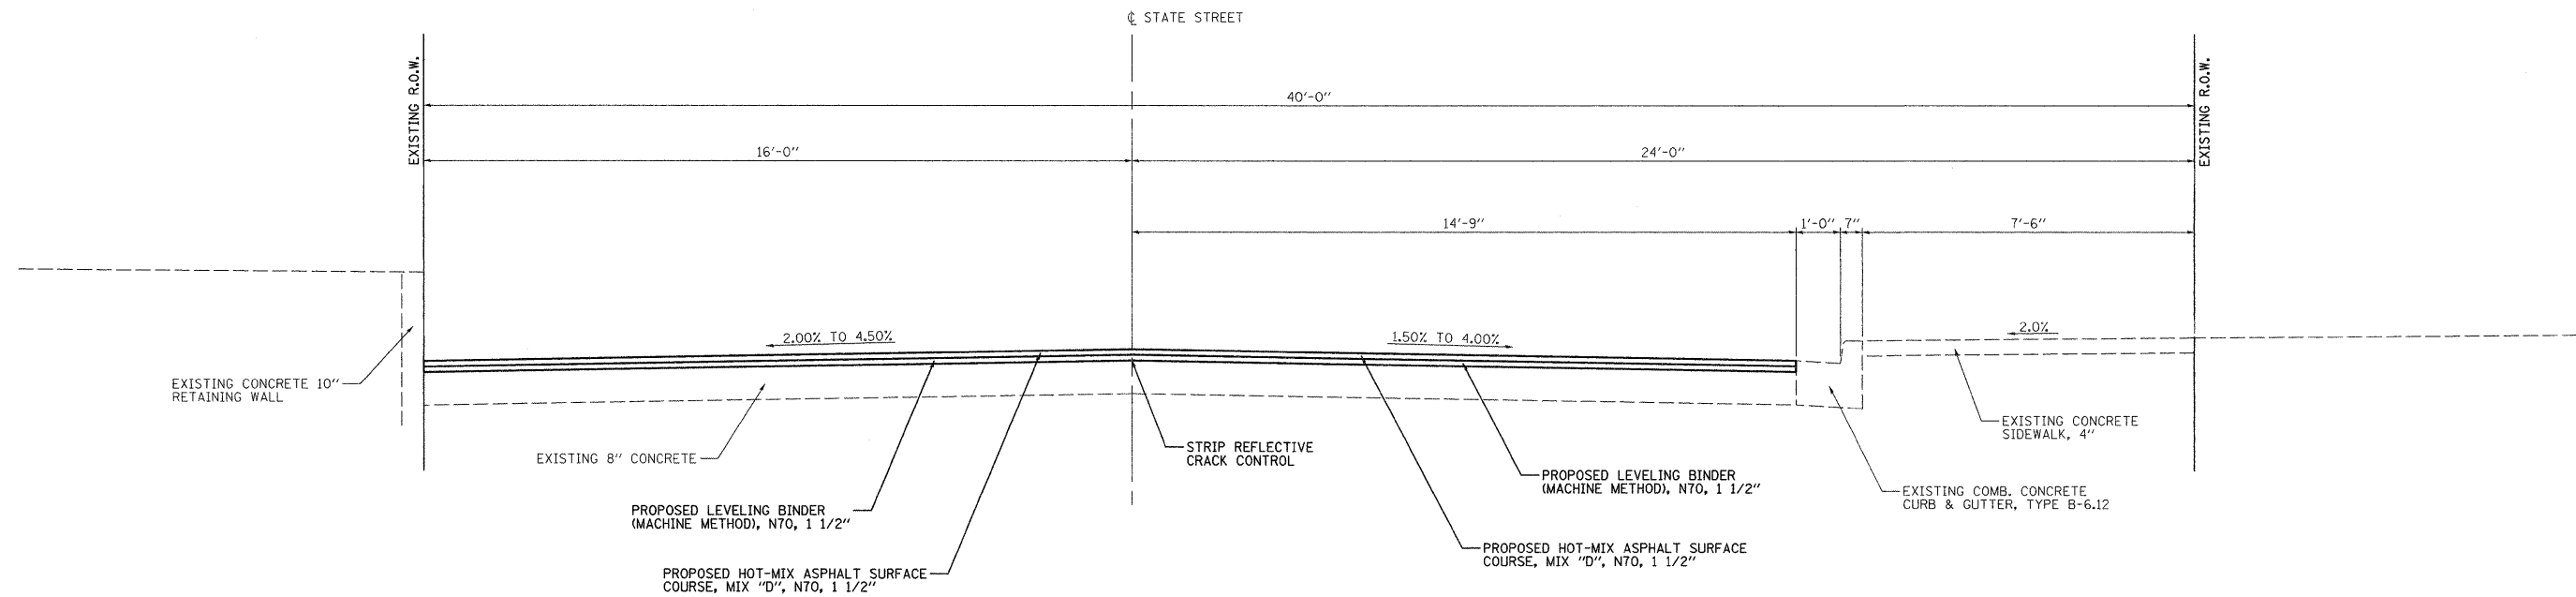 ℄ STATE STREET
EXISTING R.O.W.
EXISTING R.O.W.
40'-0"
16'-0"
24'-0"
14'-9"
1'-0"
7"
7'-6"
2.00% TO 4.50%
1.50% TO 4.00%
2.0%
EXISTING CONCRETE 10"
RETAINING WALL
EXISTING 8" CONCRETE
STRIP REFLECTIVE
CRACK CONTROL
EXISTING CONCRETE
SIDEWALK, 4"
PROPOSED LEVELING BINDER
(MACHINE METHOD), N70, 1 1/2"
PROPOSED LEVELING BINDER
(MACHINE METHOD), N70, 1 1/2"
EXISTING COMB. CONCRETE
CURB & GUTTER, TYPE B-6.12
PROPOSED HOT-MIX ASPHALT SURFACE
COURSE, MIX "D", N70, 1 1/2"
PROPOSED HOT-MIX ASPHALT SURFACE
COURSE, MIX "D", N70, 1 1/2"